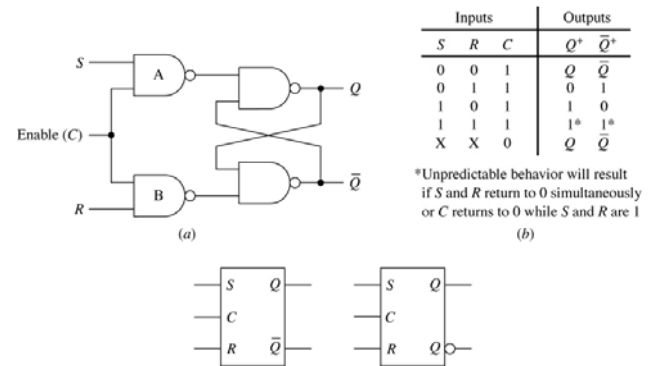 S
A
Q
Enable (C)
B
Q̅
R
(a)
Inputs Outputs
S R C Q⁺ Q̅⁺
0 0 1 Q Q̅
0 1 1 0 1
1 0 1 1 0
1 1 1 1* 1*
X X 0 Q Q̅
*Unpredictable behavior will result
if S and R return to 0 simultaneously
or C returns to 0 while S and R are 1
(b)
S Q
C
R Q̅
S Q
C
R Q